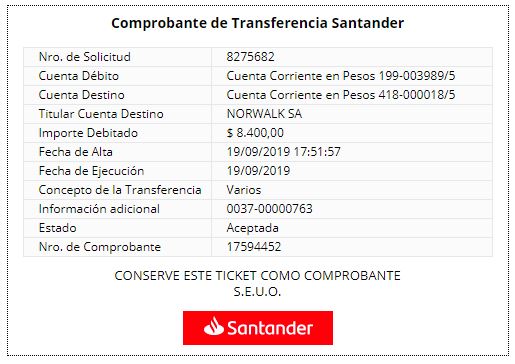 Comprobante de Transferencia Santander
Nro. de Solicitud 8275682
Cuenta Débito Cuenta Corriente en Pesos 199-003989/5
Cuenta Destino Cuenta Corriente en Pesos 418-000018/5
Titular Cuenta Destino NORWALK SA
Importe Debitado $ 8.400,00
Fecha de Alta 19/09/2019 17:51:57
Fecha de Ejecución 19/09/2019
Concepto de la Transferencia Varios
Información adicional 0037-00000763
Estado Aceptada
Nro. de Comprobante 17594452
CONSERVE ESTE TICKET COMO COMPROBANTE
S.E.U.O.
Santander